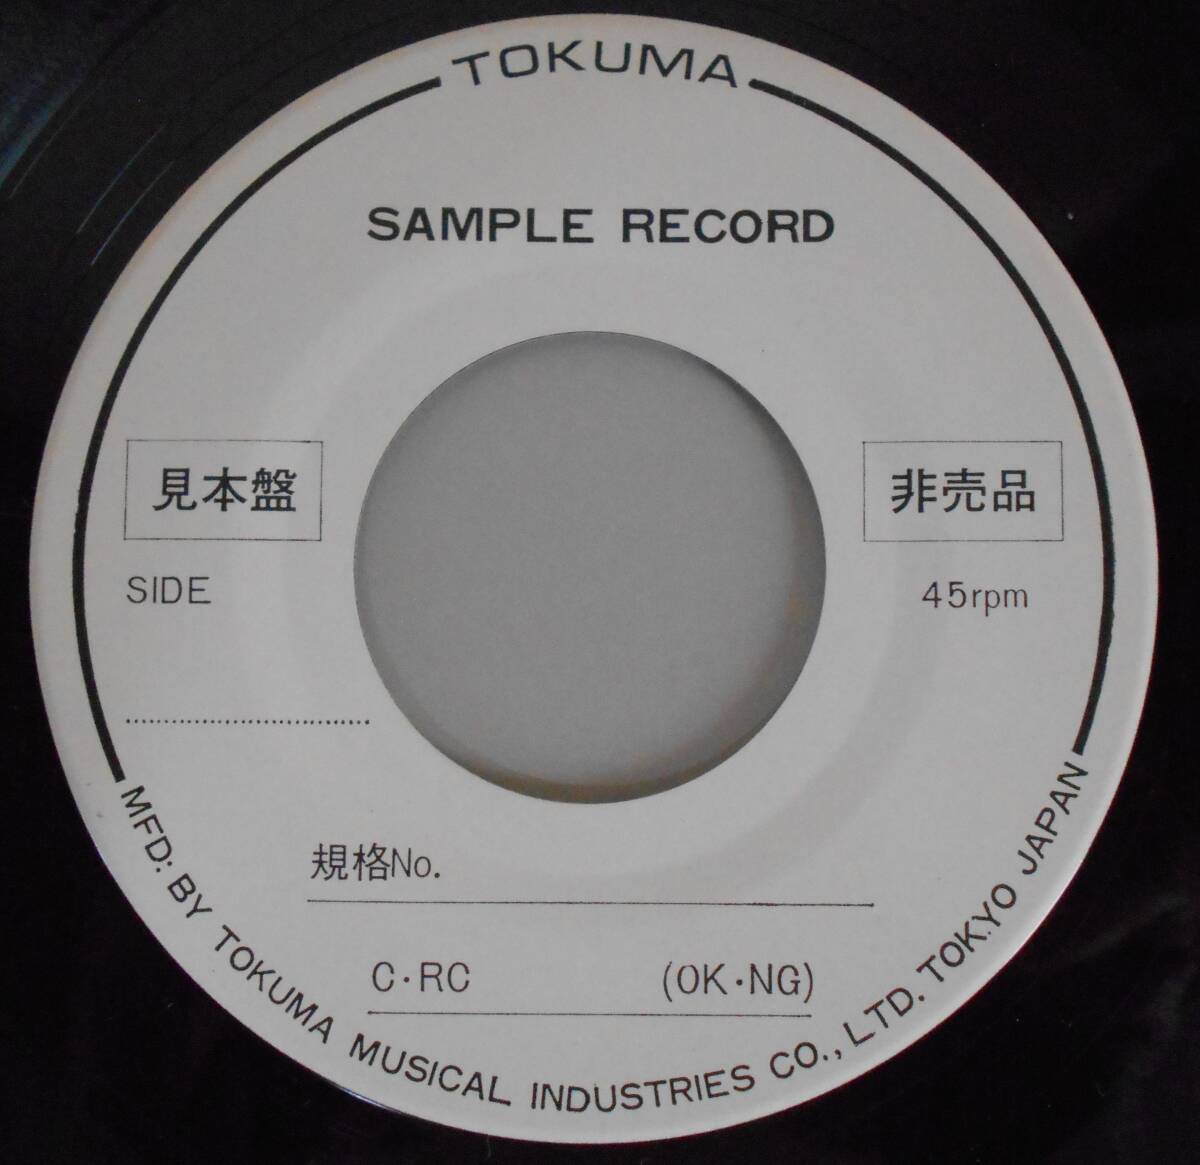 TOKUMA
SAMPLE RECORD
見本盤
非売品
SIDE
45rpm
規格No.
C·RC (OK·NG)
MFD: BY TOKUMA MUSICAL INDUSTRIES CO., LTD. TOKYO JAPAN